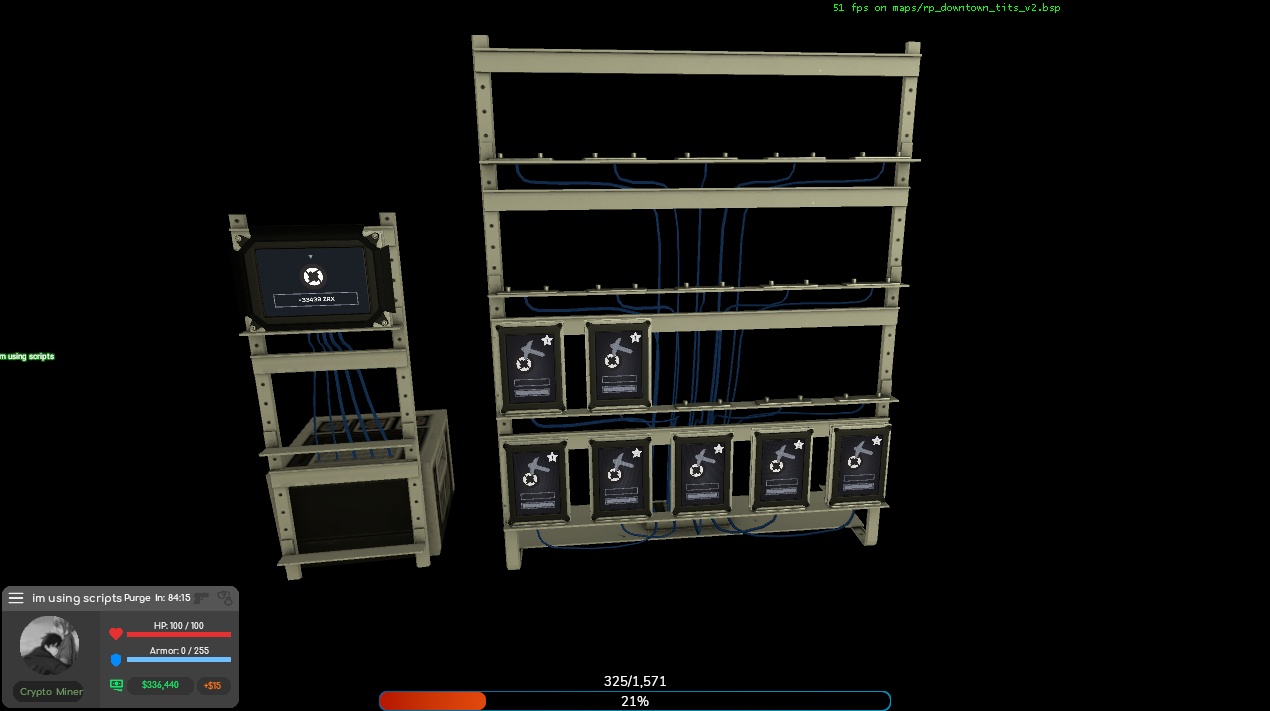 51 fps on maps/rp_downtown_tits_v2.bsp
m using scripts
im using scripts Purge In: 84:15
HP: 100 / 100
Armor: 0 / 255
$336,440 +$15
Crypto Miner
325/1,571
21%